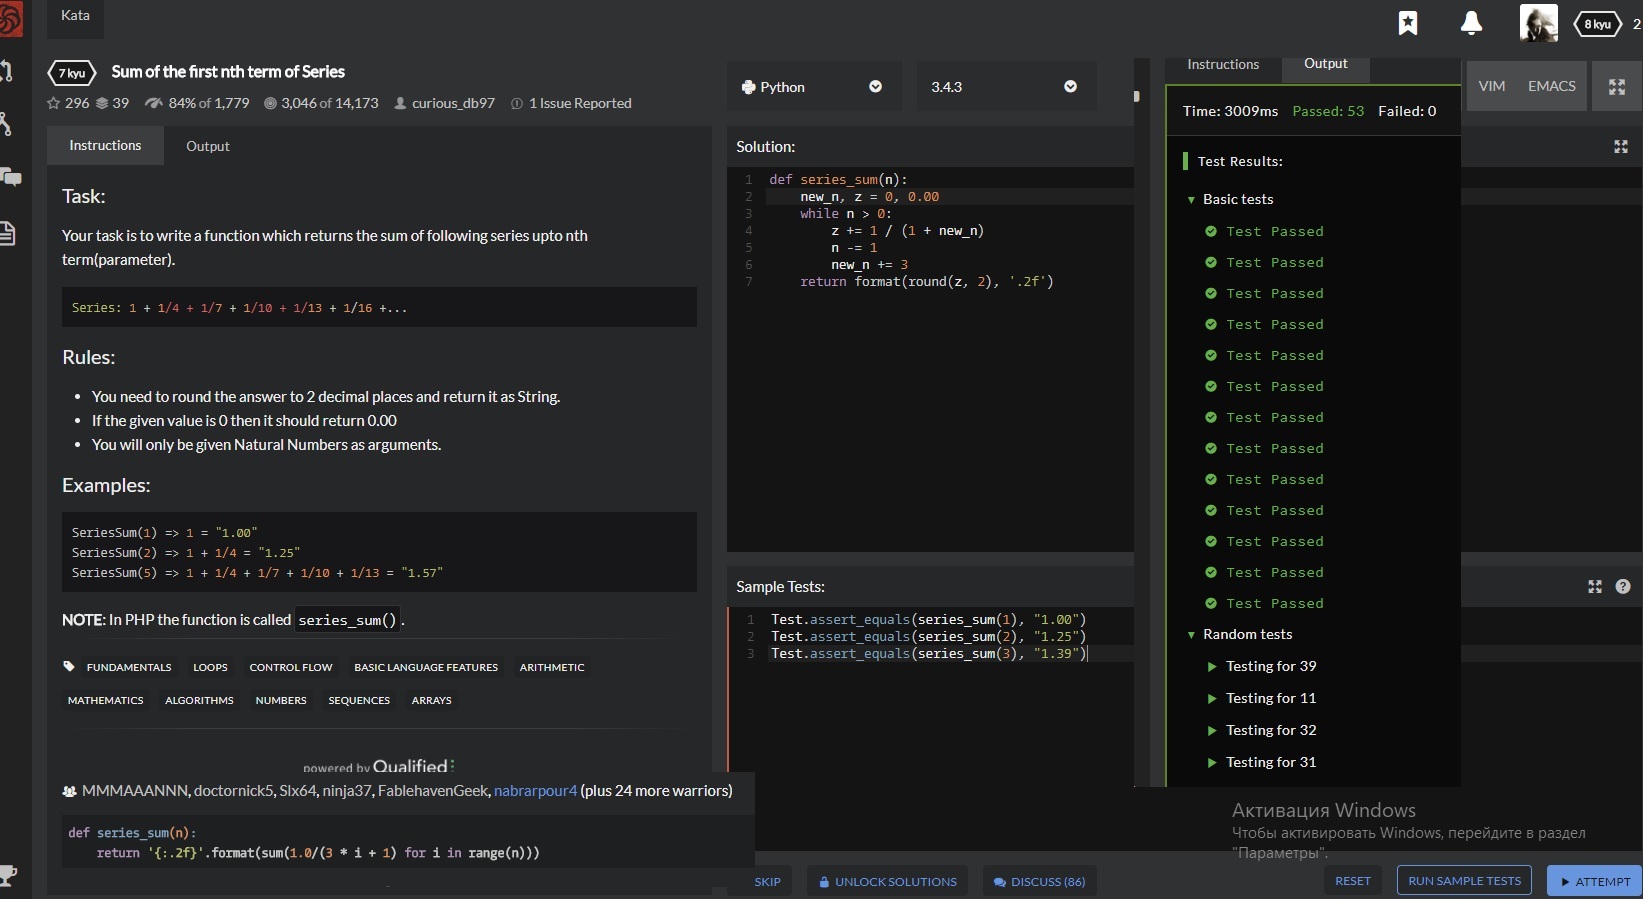 Kata
8 kyu
2
7 kyu
Sum of the first nth term of Series
296 39 84% of 1,779 3,046 of 14,173 curious_db97 1 Issue Reported
Instructions
Output
Task:
Your task is to write a function which returns the sum of following series upto nth
term(parameter).
Series: 1 + 1/4 + 1/7 + 1/10 + 1/13 + 1/16 +...
Rules:
• You need to round the answer to 2 decimal places and return it as String.
• If the given value is 0 then it should return 0.00
• You will only be given Natural Numbers as arguments.
Examples:
SeriesSum(1) => 1 = "1.00"
SeriesSum(2) => 1 + 1/4 = "1.25"
SeriesSum(5) => 1 + 1/4 + 1/7 + 1/10 + 1/13 = "1.57"
NOTE: In PHP the function is called series_sum().
FUNDAMENTALS LOOPS CONTROL FLOW BASIC LANGUAGE FEATURES ARITHMETIC
MATHEMATICS ALGORITHMS NUMBERS SEQUENCES ARRAYS
powered by Qualified
MMMAAANNN, doctornick5, Slx64, ninja37, FablehavenGeek, nabrarpour4 (plus 24 more warriors)
def series_sum(n):
    return '{:.2f}'.format(sum(1.0/(3 * i + 1) for i in range(n)))
Python
3.4.3
Solution:
1 def series_sum(n):
2     new_n, z = 0, 0.00
3     while n > 0:
4         z += 1 / (1 + new_n)
5         n -= 1
6         new_n += 3
7     return format(round(z, 2), '.2f')
Sample Tests:
1 Test.assert_equals(series_sum(1), "1.00")
2 Test.assert_equals(series_sum(2), "1.25")
3 Test.assert_equals(series_sum(3), "1.39")
Instructions
Output
VIM
EMACS
Time: 3009ms Passed: 53 Failed: 0
Test Results:
Basic tests
Test Passed
Test Passed
Test Passed
Test Passed
Test Passed
Test Passed
Test Passed
Test Passed
Test Passed
Test Passed
Test Passed
Test Passed
Test Passed
Random tests
Testing for 39
Testing for 11
Testing for 32
Testing for 31
Активация Windows
Чтобы активировать Windows, перейдите в раздел
"Параметры".
SKIP
UNLOCK SOLUTIONS
DISCUSS (86)
RESET
RUN SAMPLE TESTS
ATTEMPT